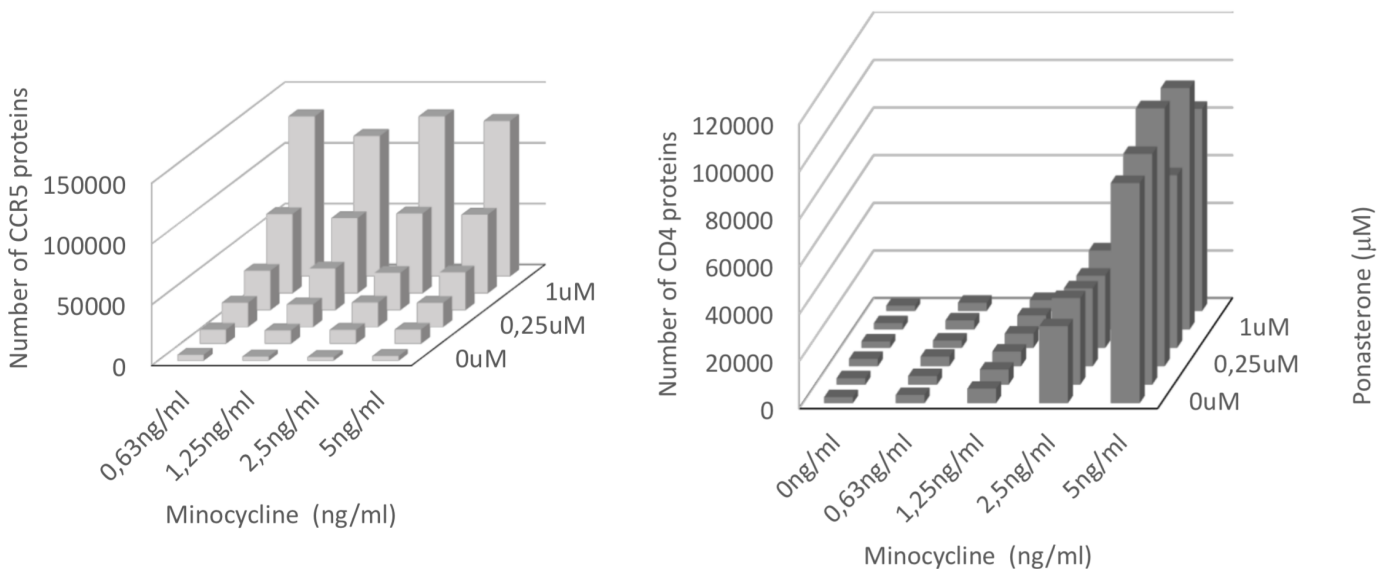 Number of CCR5 proteins
150000
100000
50000
0
0,63ng/ml
1,25ng/ml
2,5ng/ml
5ng/ml
0uM
0,25uM
1uM
Minocycline (ng/ml)
Number of CD4 proteins
120000
100000
80000
60000
40000
20000
0
0ng/ml
0,63ng/ml
1,25ng/ml
2,5ng/ml
5ng/ml
0uM
0,25uM
1uM
Minocycline (ng/ml)
Ponasterone (µM)